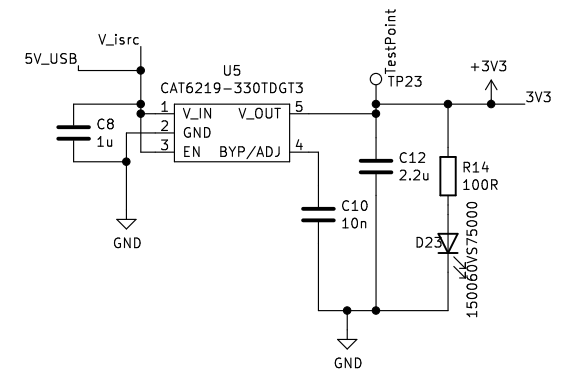 V_isrc
5V_USB
U5
CAT6219-330TDGT3
TestPoint
TP23
+3V3
3V3
1 V_IN V_OUT 5
2 GND
3 EN BYP/ADJ 4
C8
1u
GND
C12
2.2u
R14
100R
C10
10n
D23
150060VS75000
GND